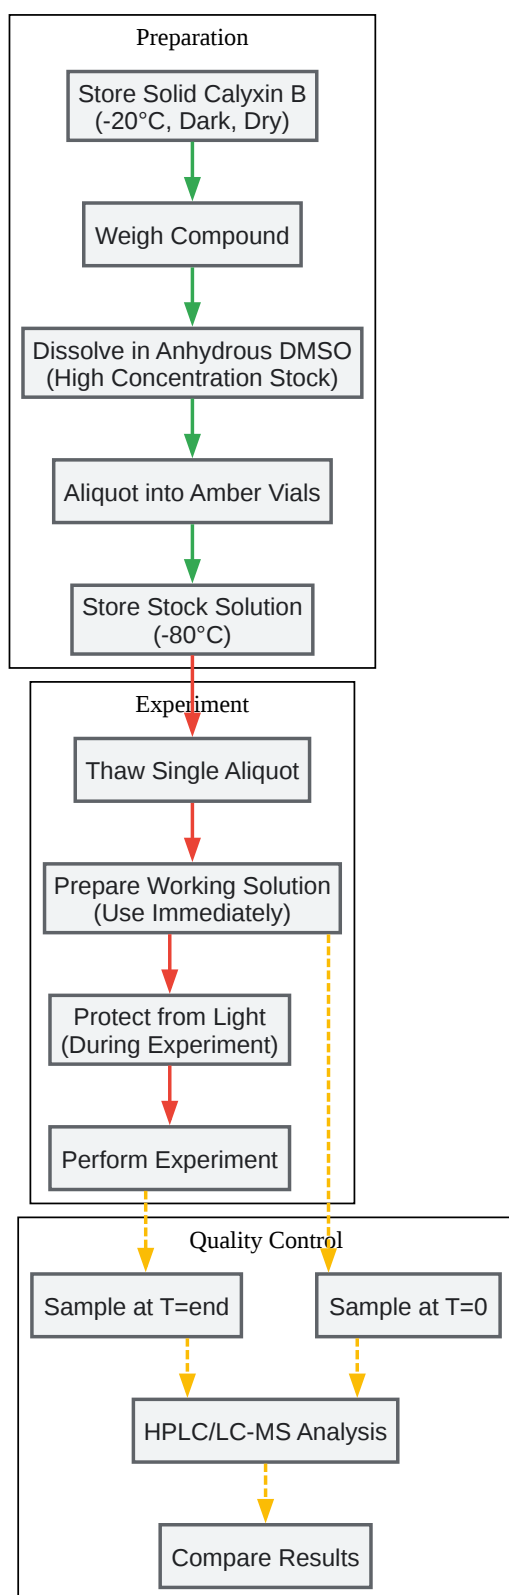 Preparation
Store Solid Calyxin B
(-20°C, Dark, Dry)
Weigh Compound
Dissolve in Anhydrous DMSO
(High Concentration Stock)
Aliquot into Amber Vials
Store Stock Solution
(-80°C)
Experiment
Thaw Single Aliquot
Prepare Working Solution
(Use Immediately)
Protect from Light
(During Experiment)
Perform Experiment
Quality Control
Sample at T=end
Sample at T=0
HPLC/LC-MS Analysis
Compare Results